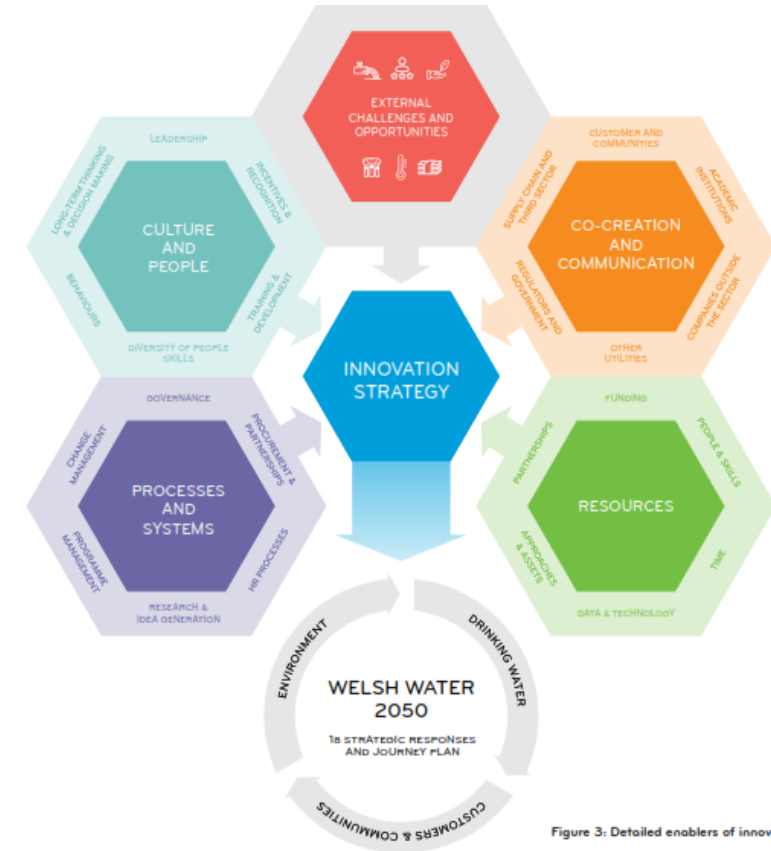 EXTERNAL
CHALLENGES AND
OPPORTUNITIES
LEADERSHIP
LONG-TERM THINKING
& DECISION MAKING
INCENTIVES &
RECOGNITION
CULTURE
AND
PEOPLE
BEHAVIOURS
TRAINING &
DEVELOPMENT
DIVERSITY OF PEOPLE
SKILLS
CUSTOMER AND
COMMUNITIES
SUPPLY CHAIN AND
THIRD SECTOR
ACADEMIC
INSTITUTIONS
CO-CREATION
AND
COMMUNICATION
REGULATORS AND
GOVERNMENT
COMPANIES OUTSIDE
THE SECTOR
OTHER
UTILITIES
INNOVATION
STRATEGY
GOVERNANCE
CHANGE
MANAGEMENT
PROCUREMENT &
PARTNERSHIPS
PROCESSES
AND
SYSTEMS
PROGRAMME
MANAGEMENT
HR PROCESSES
RESEARCH &
IDEA GENERATION
FUNDING
PARTNERSHIPS
PEOPLE & SKILLS
RESOURCES
APPROACHES
& ASSETS
TIME
DATA & TECHNOLOGY
ENVIRONMENT
DRINKING WATER
WELSH WATER
2050
18 STRATEGIC RESPONSES
AND JOURNEY PLAN
CUSTOMERS & COMMUNITIES
Figure 3: Detailed enablers of innov